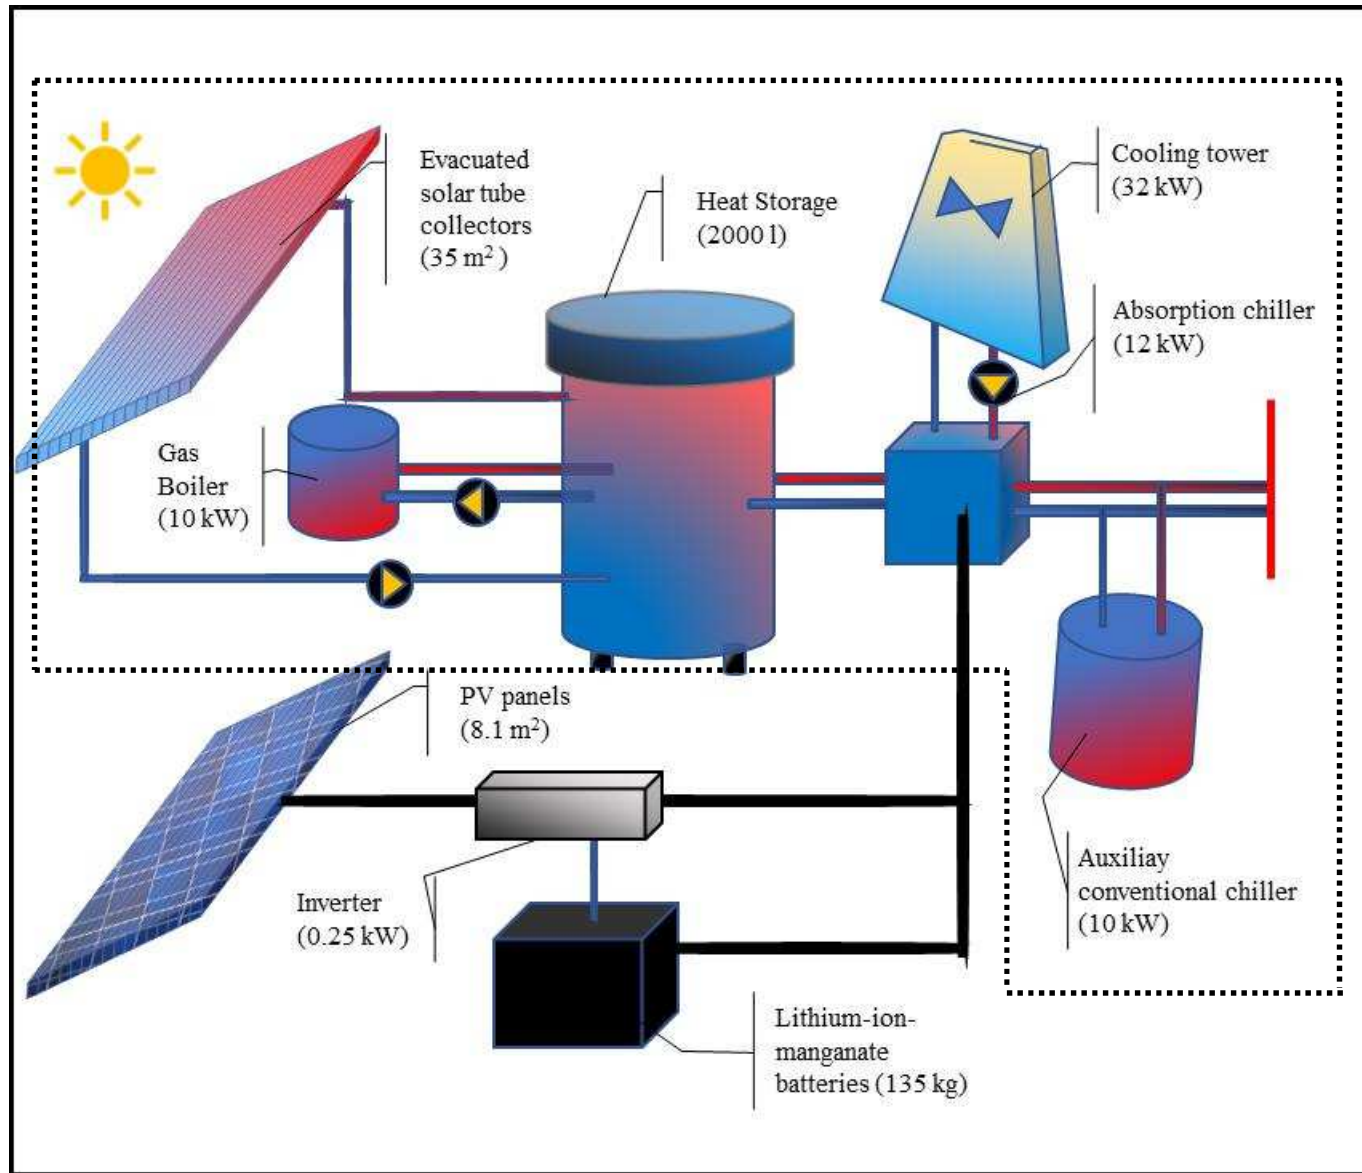 Evacuated
solar tube
collectors
(35 m² )
Heat Storage
(2000 l)
Cooling tower
(32 kW)
Absorption chiller
(12 kW)
Gas
Boiler
(10 kW)
PV panels
(8.1 m²)
Inverter
(0.25 kW)
Auxiliay
conventional chiller
(10 kW)
Lithium-ion-
manganate
batteries (135 kg)